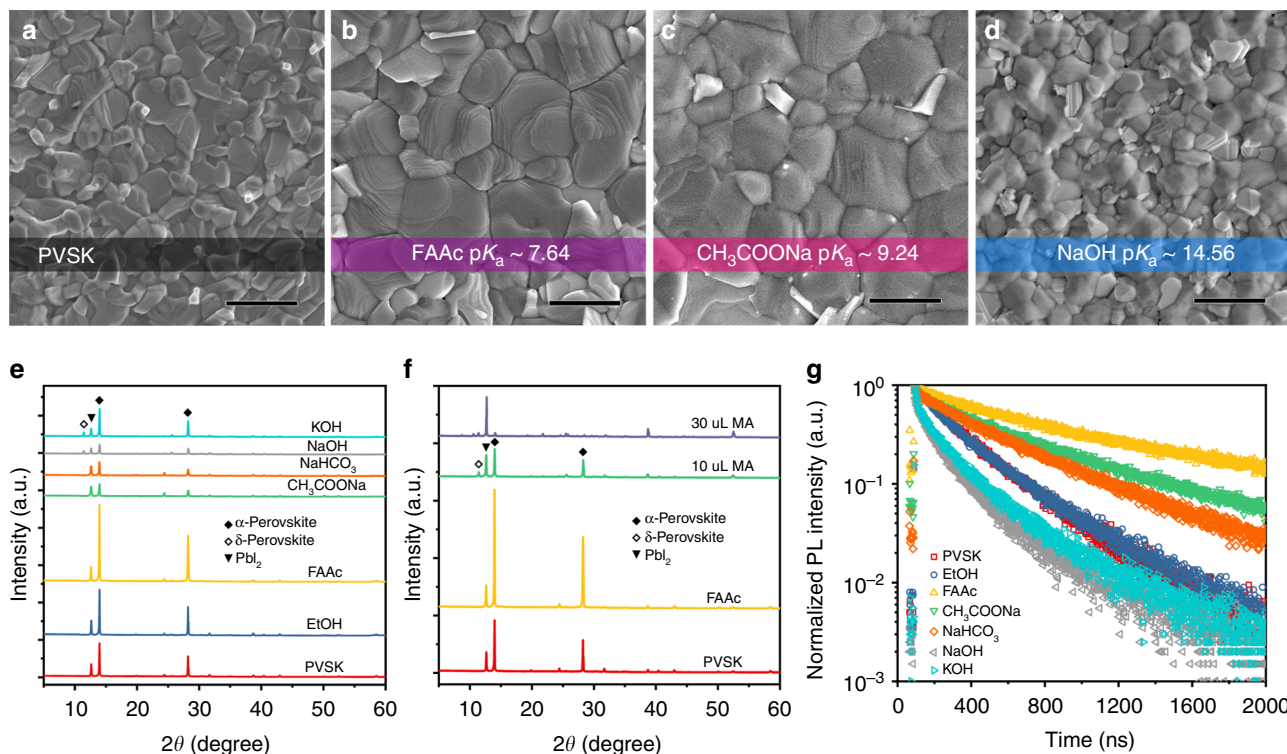 a
b
c
d
PVSK
FAAc pKa ~ 7.64
CH3COONa pKa ~ 9.24
NaOH pKa ~ 14.56
e
KOH
NaOH
NaHCO3
CH3COONa
◆ α-Perovskite
◇ δ-Perovskite
▼ PbI2
FAAc
EtOH
PVSK
Intensity (a.u.)
10 20 30 40 50 60
2θ (degree)
f
30 uL MA
10 uL MA
◆ α-Perovskite
◇ δ-Perovskite
▼ PbI2
FAAc
PVSK
Intensity (a.u.)
10 20 30 40 50 60
2θ (degree)
g
Normalized PL intensity (a.u.)
10⁰
10⁻¹
10⁻²
10⁻³
PVSK
EtOH
FAAc
CH3COONa
NaHCO3
NaOH
KOH
0 400 800 1200 1600 2000
Time (ns)